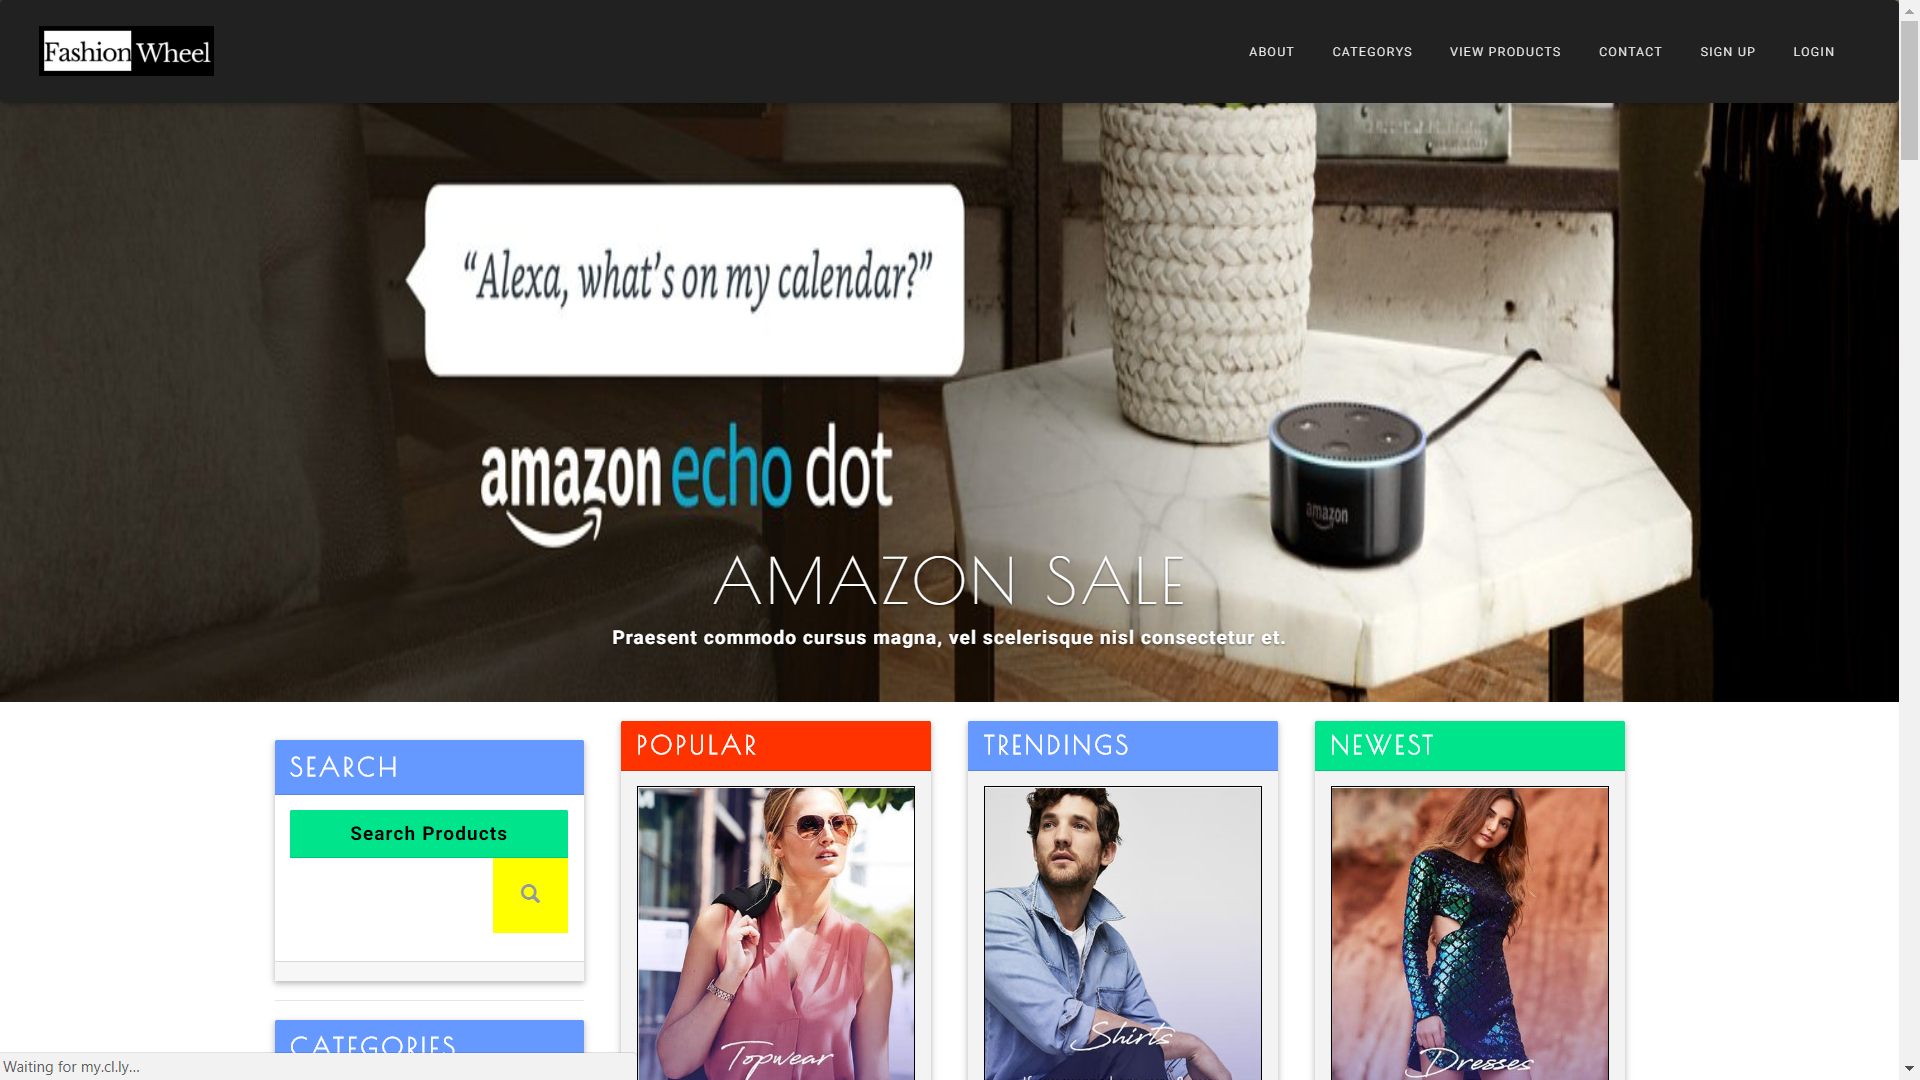 Fashion Wheel
ABOUT CATEGORYS VIEW PRODUCTS CONTACT SIGN UP LOGIN
“Alexa, what’s on my calendar?”
amazon echo dot
amazon
AMAZON SALE
Praesent commodo cursus magna, vel scelerisque nisl consectetur et.
SEARCH
Search Products
CATEGORIES
POPULAR
Topwear
TRENDINGS
Shirts
NEWEST
Dresses
Waiting for my.cl.ly...